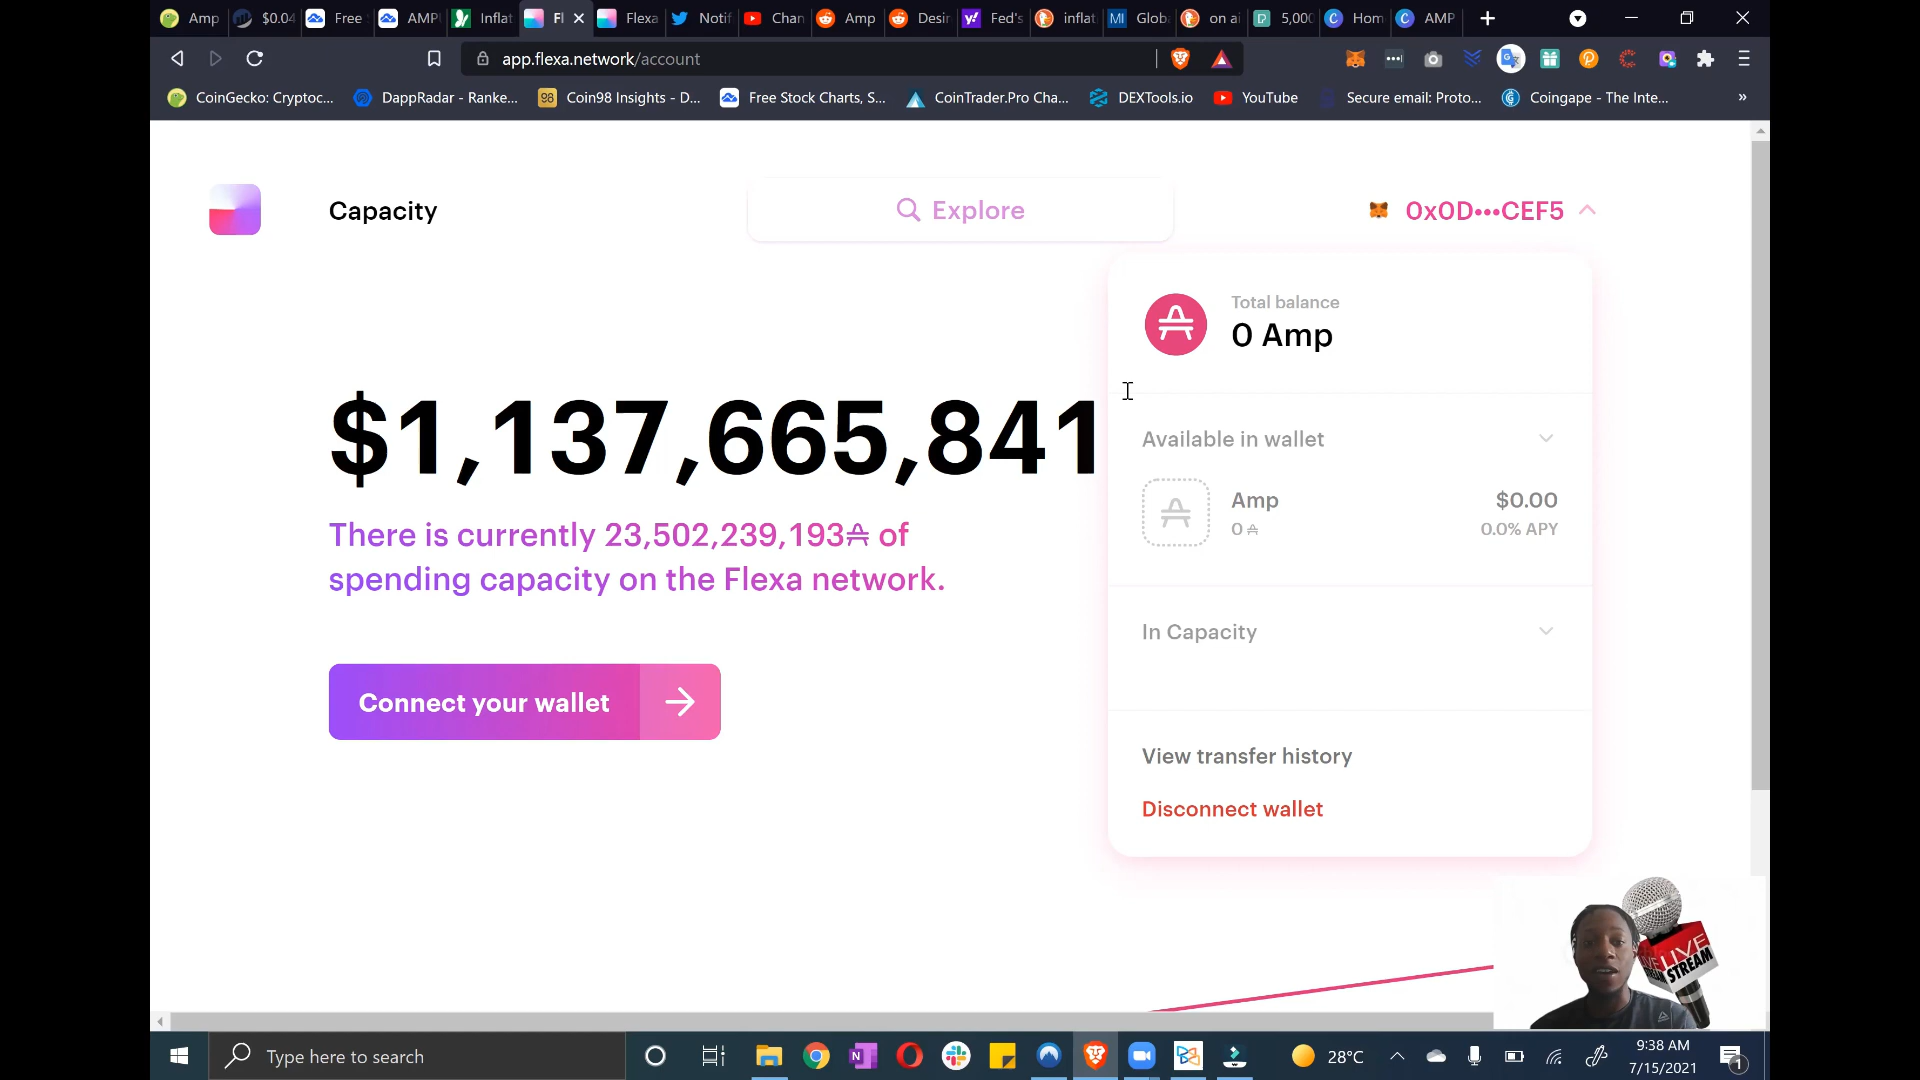 Amp
$0.04
Free
AMP
Inflat
Fl
Flexa
Notif
Chan
Amp
Desir
Fed's
inflat
Globa
on ai
5,000
Hom
AMP
app.flexa.network/account
CoinGecko: Cryptoc...
DappRadar - Ranke...
Coin98 Insights - D...
Free Stock Charts, S...
CoinTrader.Pro Cha...
DEXTools.io
YouTube
Secure email: Proto...
Coingape - The Inte...
»
Capacity
Explore
0x0D•••CEF5
Total balance
0 Amp
$1,137,665,841
There is currently 23,502,239,193 of
spending capacity on the Flexa network.
Connect your wallet
Available in wallet
Amp
$0.00
0
0.0% APY
In Capacity
View transfer history
Disconnect wallet
LIVE
STREAM
Type here to search
28°C
9:38 AM
7/15/2021
1